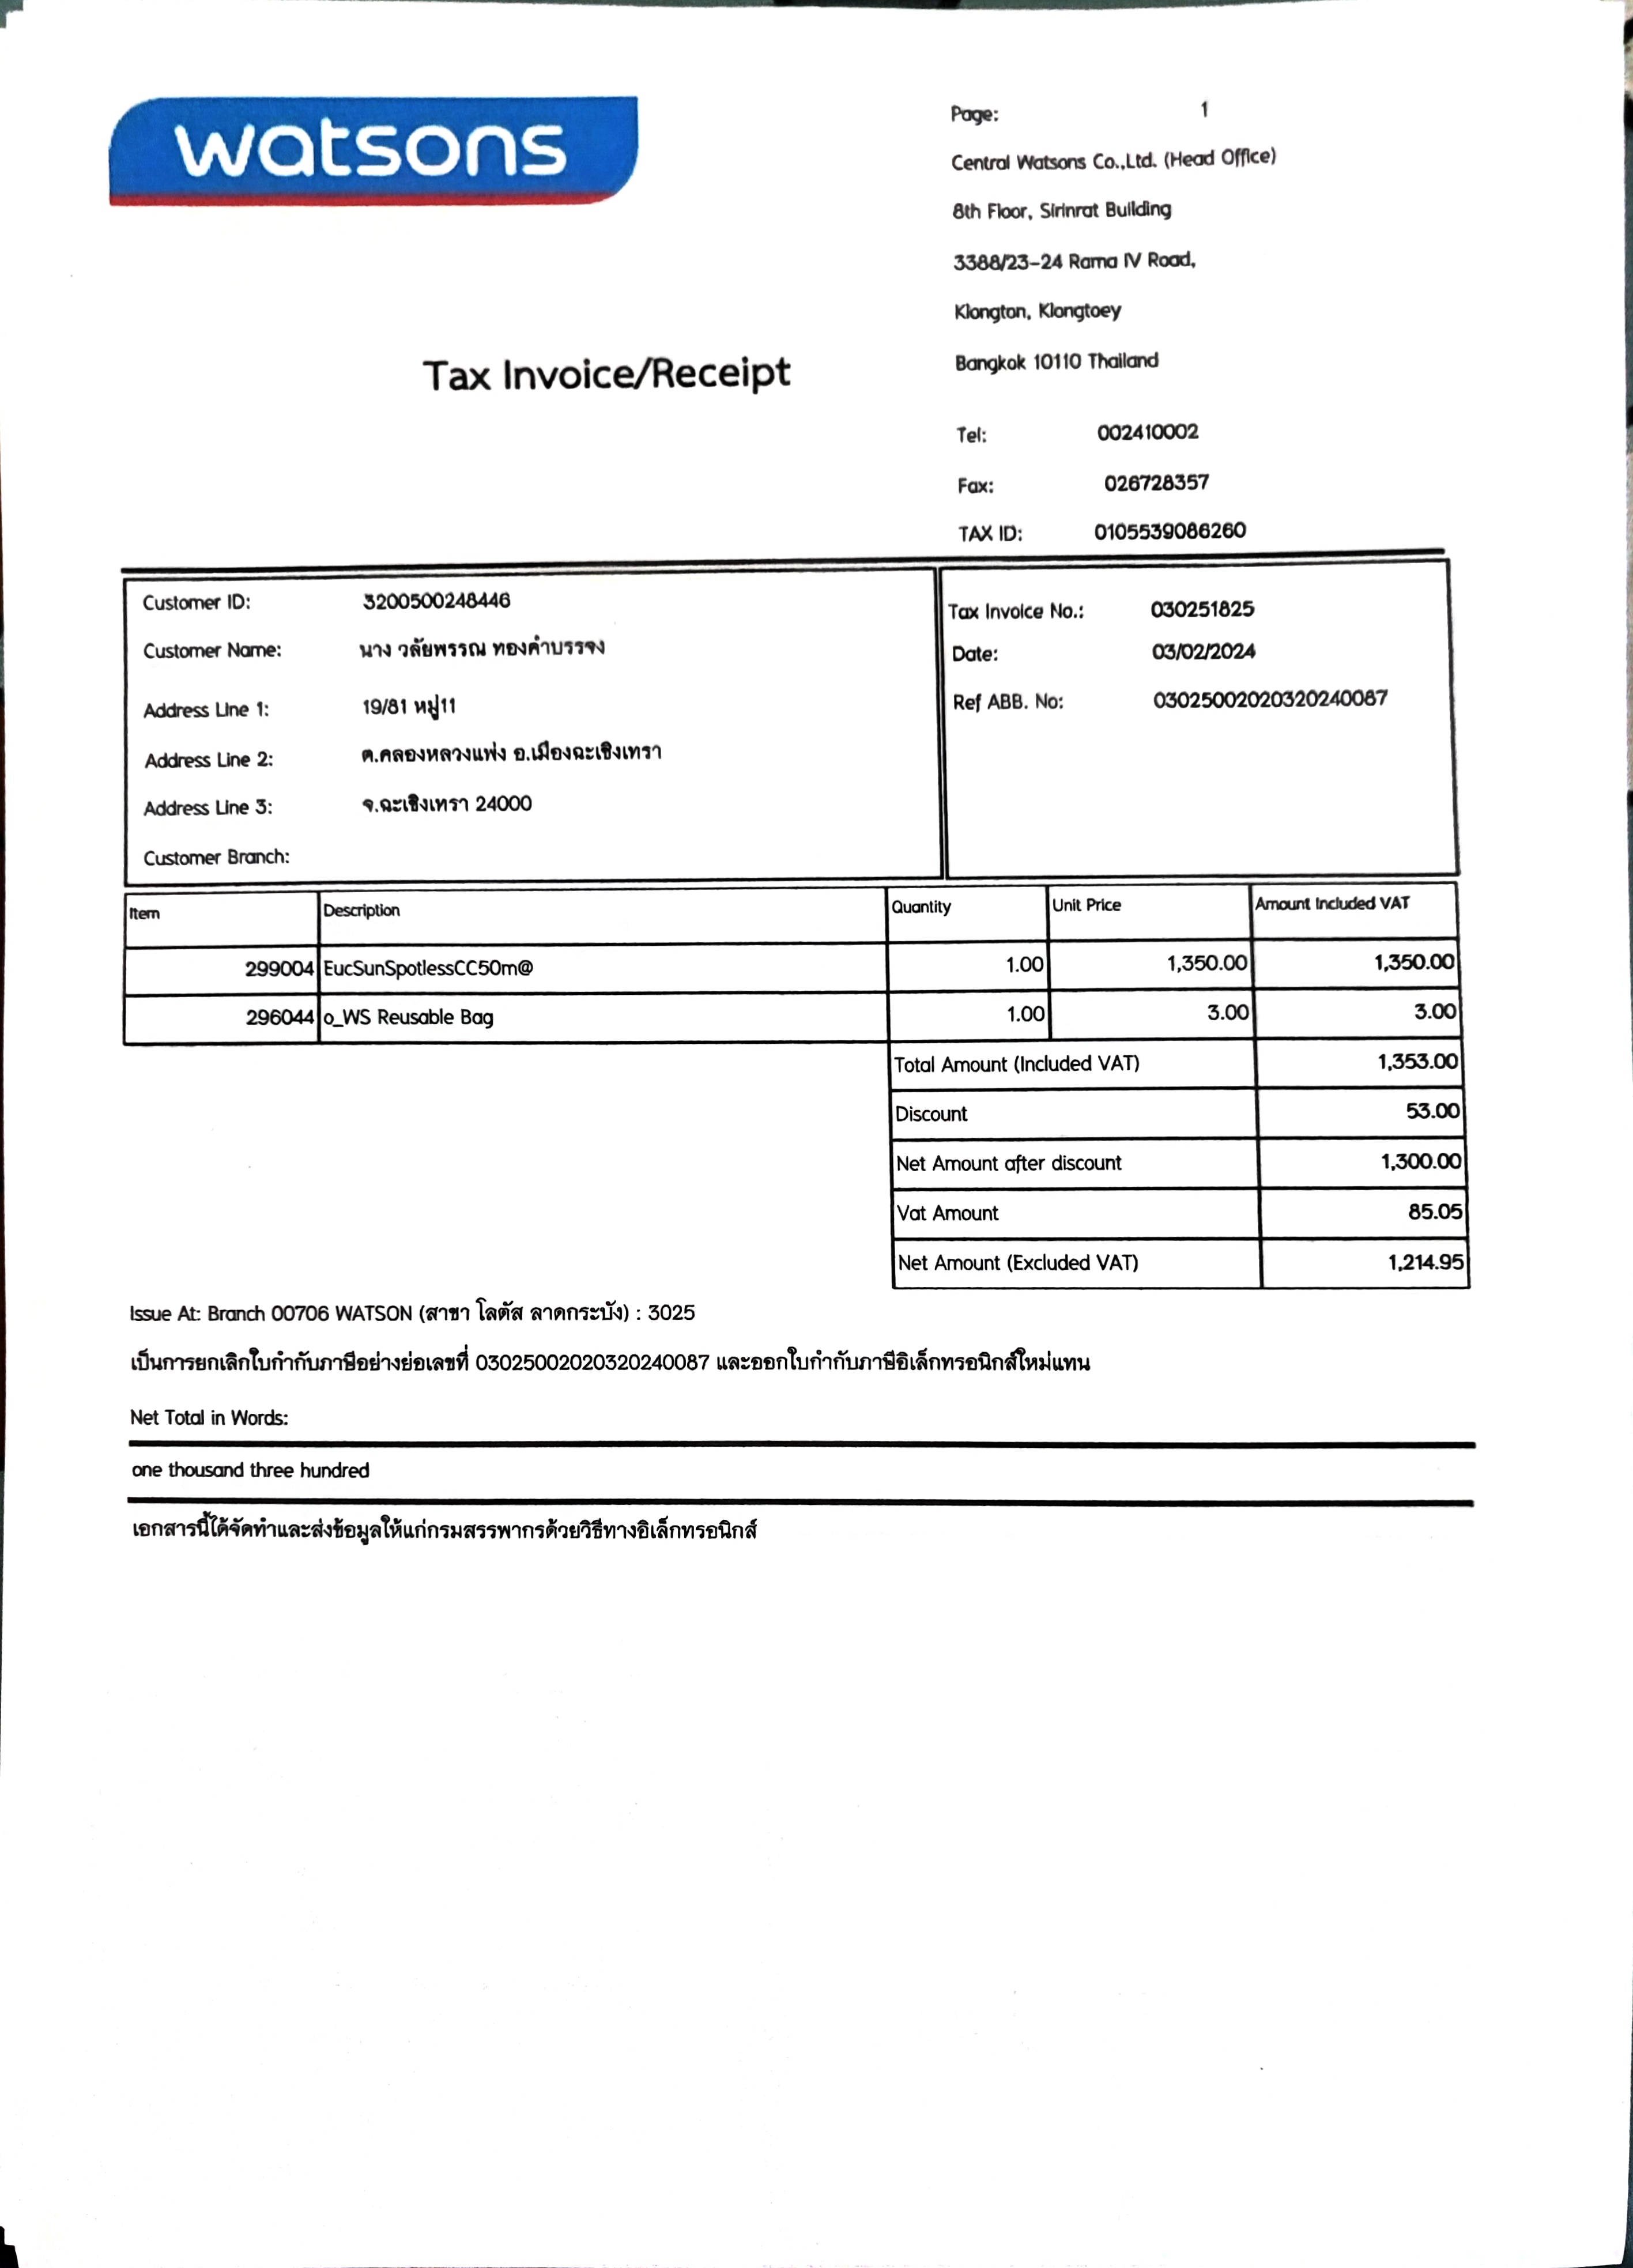 watsons
Page: 1
Central Watsons Co.,Ltd. (Head Office)
8th Floor, Sirinrat Building
3388/23-24 Rama IV Road,
Klongton, Klongtoey
Bangkok 10110 Thailand
Tax Invoice/Receipt
Tel: 002410002
Fax: 026728357
TAX ID: 0105539086260
Customer ID: 3200500248446
Customer Name: นาง วลัยพรรณ ทองคำบรรจง
Address Line 1: 19/81 หมู่11
Address Line 2: ต.คลองหลวงแพ่ง อ.เมืองฉะเชิงเทรา
Address Line 3: จ.ฉะเชิงเทรา 24000
Customer Branch:
Tax Invoice No.: 030251825
Date: 03/02/2024
Ref ABB. No: 03025002020320240087
Item Description Quantity Unit Price Amount Included VAT
299004 EucSunSpotlessCC50m@ 1.00 1,350.00 1,350.00
296044 o_WS Reusable Bag 1.00 3.00 3.00
Total Amount (Included VAT) 1,353.00
Discount 53.00
Net Amount after discount 1,300.00
Vat Amount 85.05
Net Amount (Excluded VAT) 1,214.95
Issue At: Branch 00706 WATSON (สาขา โลตัส ลาดกระบัง) : 3025
เป็นการยกเลิกใบกำกับภาษีอย่างย่อเลขที่ 03025002020320240087 และออกใบกำกับภาษีอิเล็กทรอนิกส์ใหม่แทน
Net Total in Words:
one thousand three hundred
เอกสารนี้ได้จัดทำและส่งข้อมูลให้แก่กรมสรรพากรด้วยวิธีทางอิเล็กทรอนิกส์